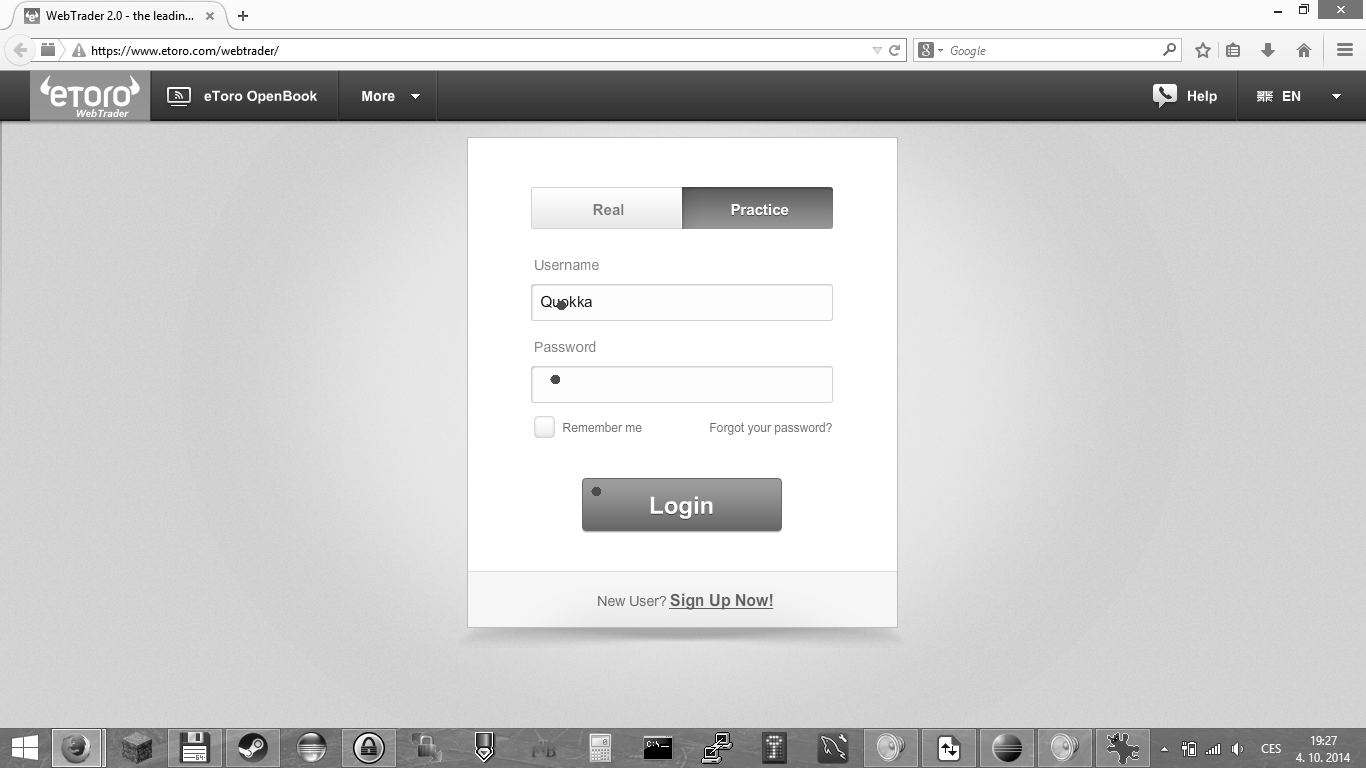 WebTrader 2.0 - the leadin...
https://www.etoro.com/webtrader/
Google
eToro
WebTrader
eToro OpenBook
More
Help
EN
Real
Practice
Username
Quokka
Password
Remember me
Forgot your password?
Login
New User? Sign Up Now!
CES
19:27
4. 10. 2014